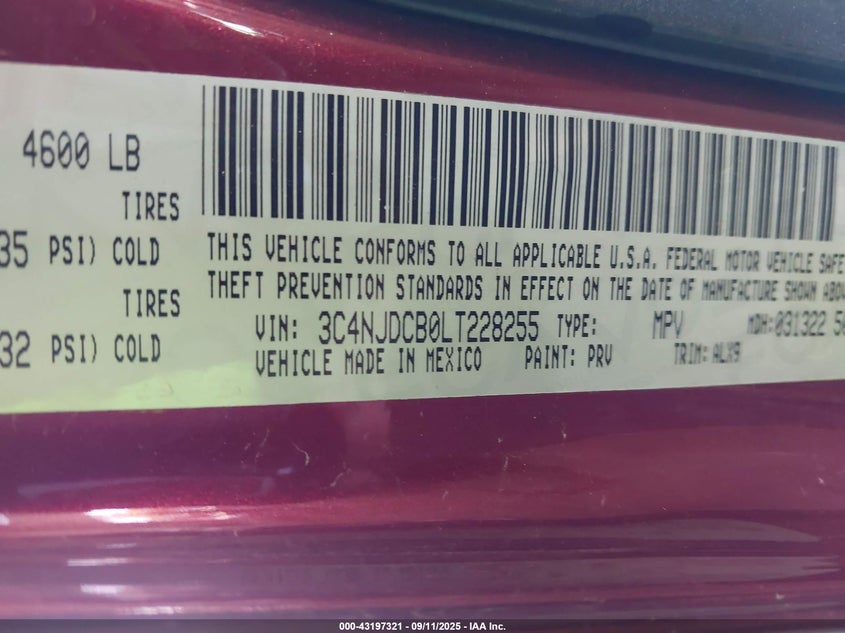 4600 LB
TIRES
35 PSI) COLD
TIRES
32 PSI) COLD
THIS VEHICLE CONFORMS TO ALL APPLICABLE U.S.A. FEDERAL MOTOR VEHICLE SAFE
THEFT PREVENTION STANDARDS IN EFFECT ON THE DATE OF MANUFACTURE SHOWN ABOV
VIN: 3C4NJDCB0LT228255 TYPE: MPV MDH:031322 50
VEHICLE MADE IN MEXICO PAINT: PRV TRIM: ALX9
000-43197321 - 09/11/2025 - IAA Inc.